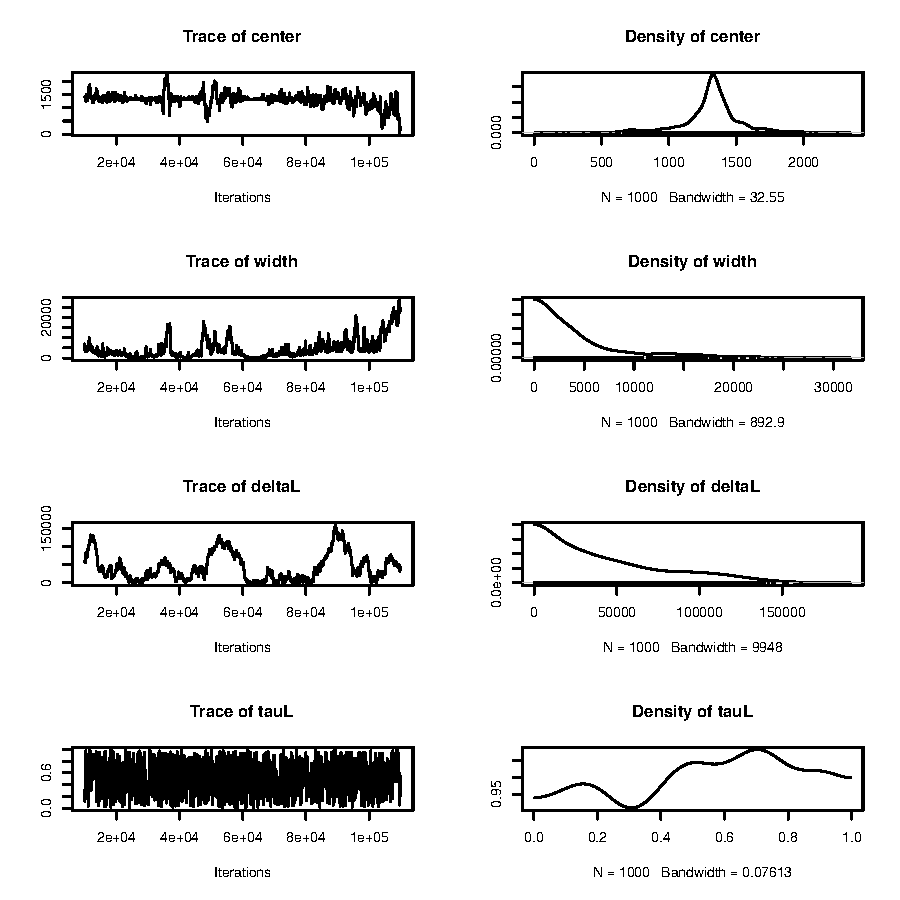 Trace of center
Density of center
0 1500
0.000
2e+04 4e+04 6e+04 8e+04 1e+05
0 500 1000 1500 2000
Iterations
N = 1000 Bandwidth = 32.55
Trace of width
Density of width
0 20000
0.00000
2e+04 4e+04 6e+04 8e+04 1e+05
0 5000 10000 20000 30000
Iterations
N = 1000 Bandwidth = 892.9
Trace of deltaL
Density of deltaL
0 150000
0.0e+00
2e+04 4e+04 6e+04 8e+04 1e+05
0 50000 100000 150000
Iterations
N = 1000 Bandwidth = 9948
Trace of tauL
Density of tauL
0.0 0.6
0.95
2e+04 4e+04 6e+04 8e+04 1e+05
0.0 0.2 0.4 0.6 0.8 1.0
Iterations
N = 1000 Bandwidth = 0.07613